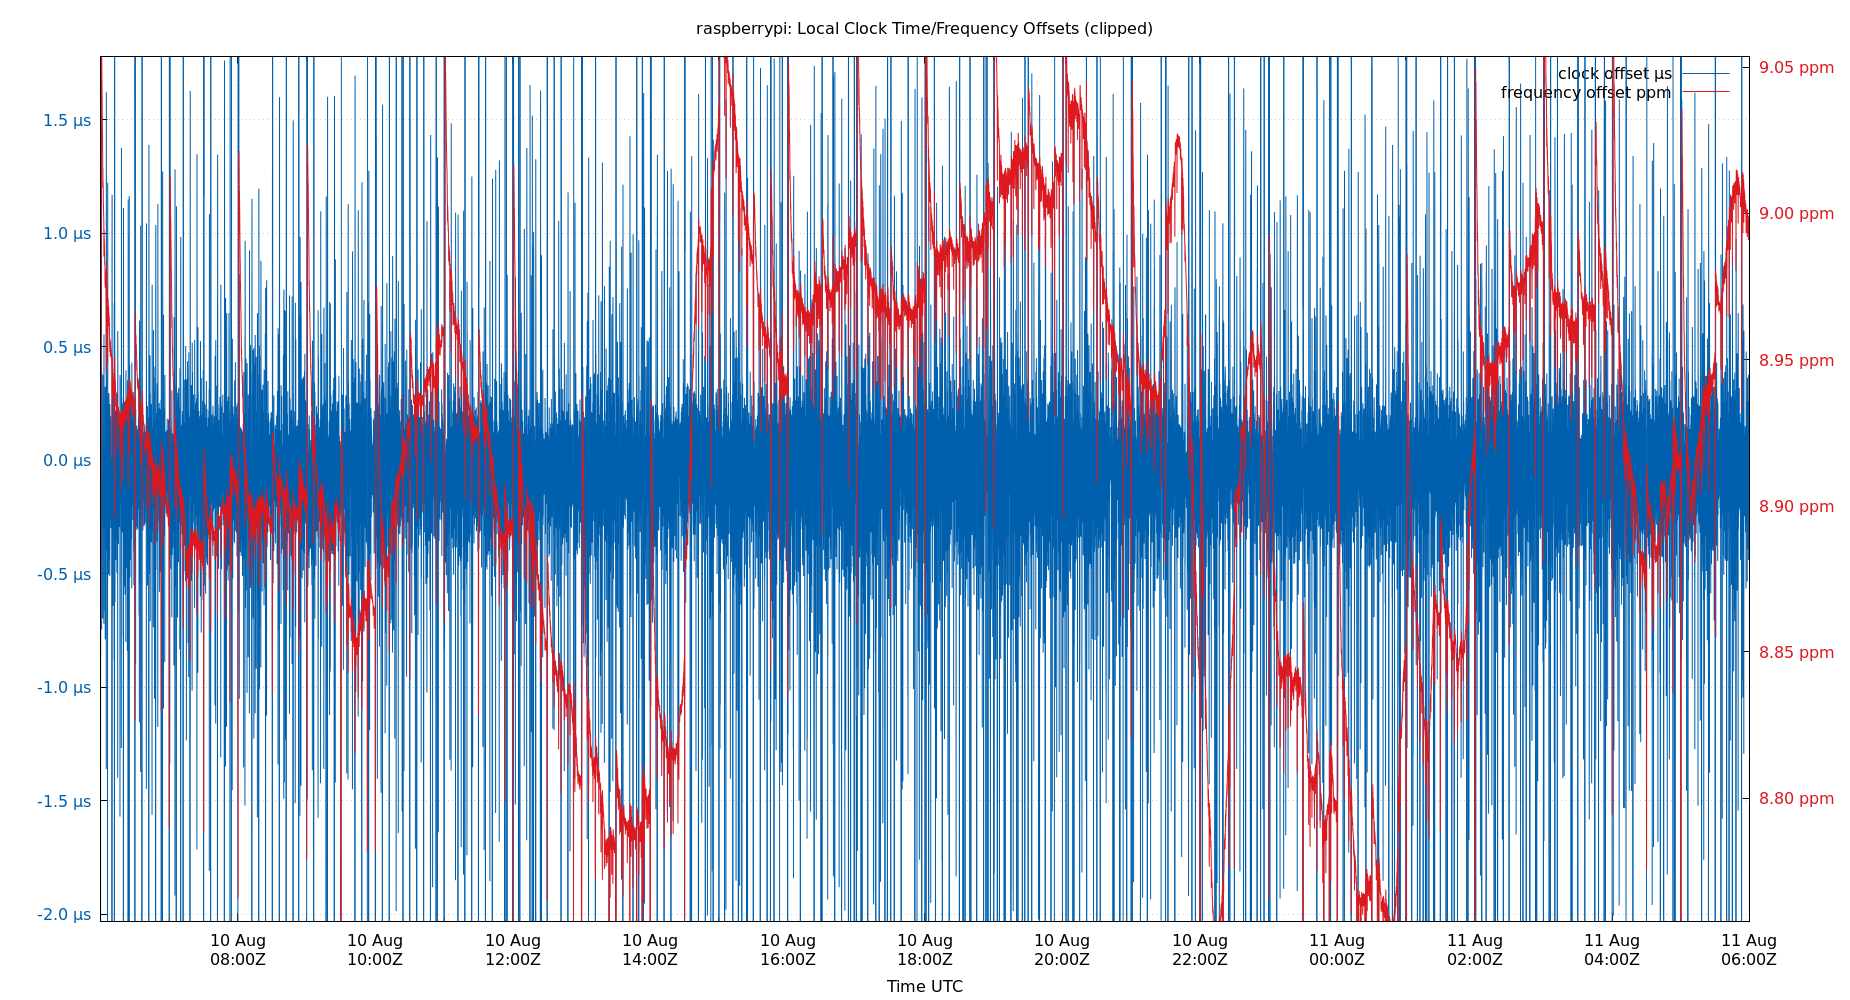 raspberrypi: Local Clock Time/Frequency Offsets (clipped)
clock offset µs
frequency offset ppm
1.5 µs
1.0 µs
0.5 µs
0.0 µs
-0.5 µs
-1.0 µs
-1.5 µs
-2.0 µs
9.05 ppm
9.00 ppm
8.95 ppm
8.90 ppm
8.85 ppm
8.80 ppm
10 Aug
08:00Z
10 Aug
10:00Z
10 Aug
12:00Z
10 Aug
14:00Z
10 Aug
16:00Z
10 Aug
18:00Z
10 Aug
20:00Z
10 Aug
22:00Z
11 Aug
00:00Z
11 Aug
02:00Z
11 Aug
04:00Z
11 Aug
06:00Z
Time UTC